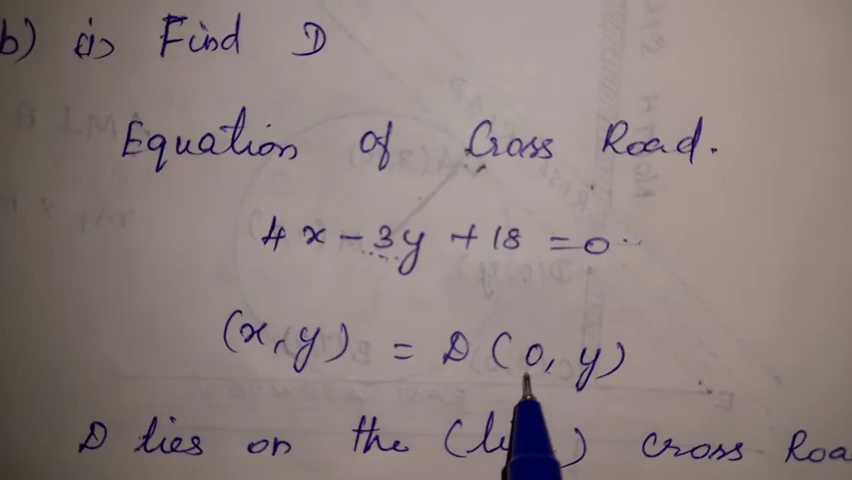 b) (i) Find D
Equation of Cross Road.
4x - 3y + 18 = 0
(x, y) = D (0, y)
D lies on the ( ) cross Roa